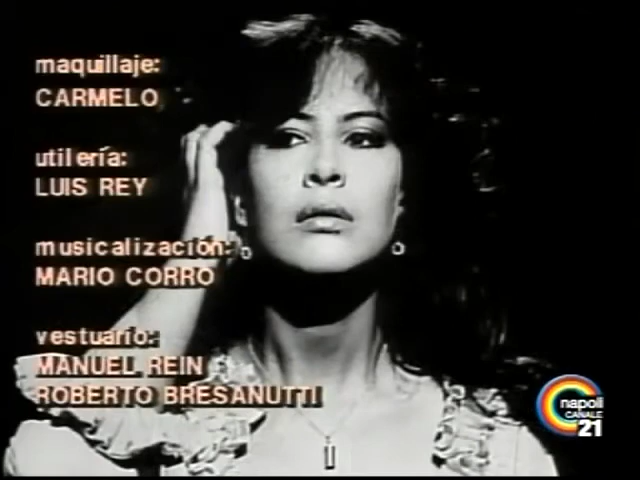 maquillaje:
CARMELO
utilería:
LUIS REY
musicalización:
MARIO CORRO
vestuario:
MANUEL REIN
ROBERTO BRESANUTTI
napoli
CANALE
21